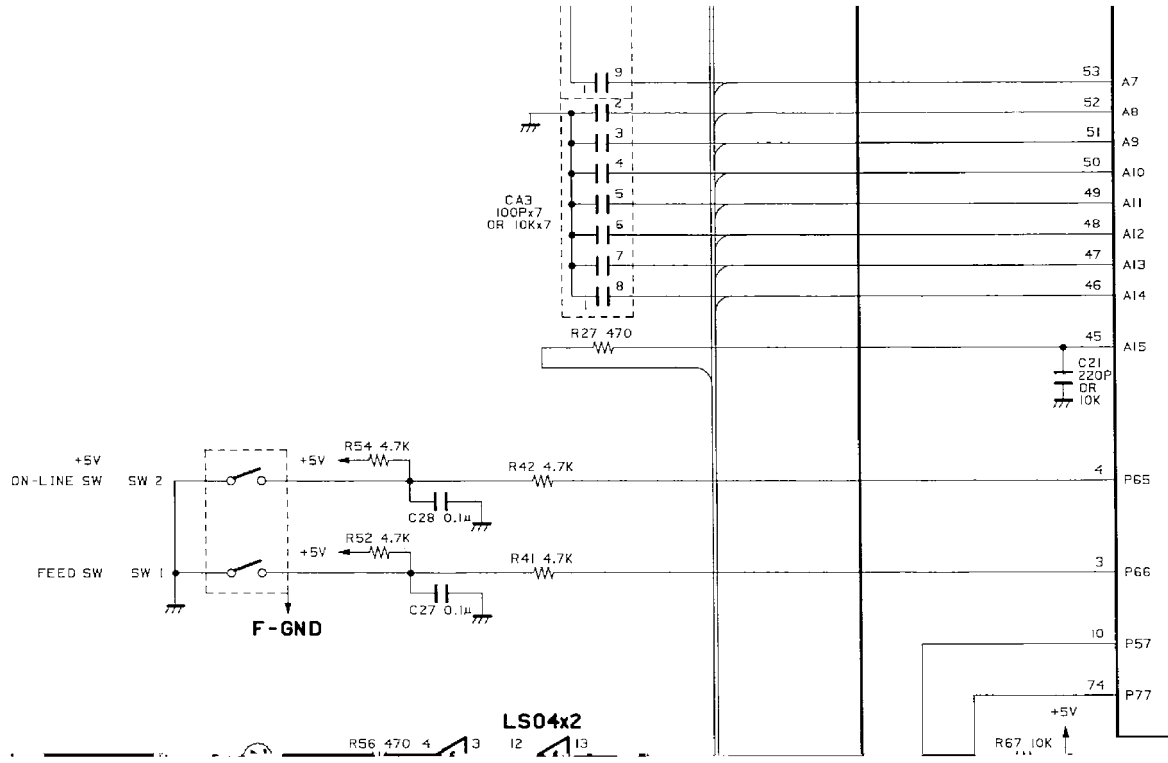 9 53 A7
2 52 A8
3 51 A9
4 50 A10
5 49 A11
CA3
100Px7
OR 10Kx7
6 48 A12
7 47 A13
8 46 A14
R27 470 45 A15
C21
220P
OR
10K
+5V
ON-LINE SW SW 2
+5V
R54 4.7K
R42 4.7K
4 P65
C28 0.1µ
FEED SW SW 1
+5V
R52 4.7K
R41 4.7K
3 P66
C27 0.1µ
F-GND
10 P57
74 P77
+5V
LS04x2
R56 470 4 3 12 13
R67 10K